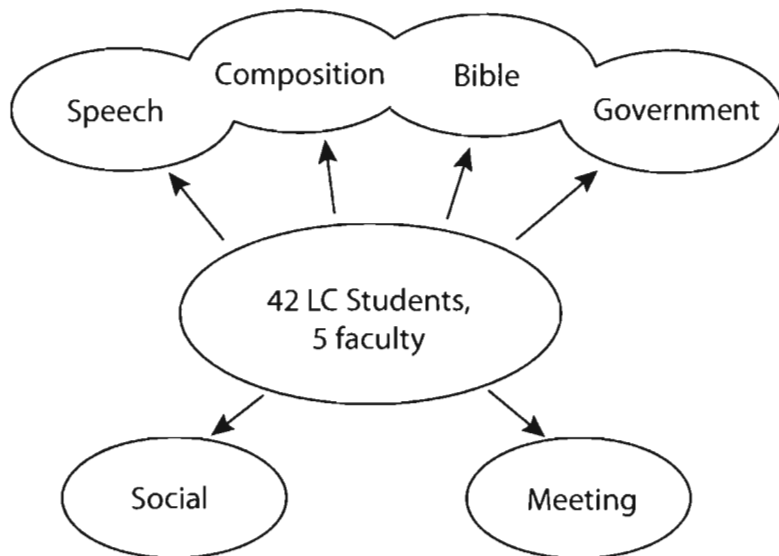 Speech
Composition
Bible
Government
42 LC Students,
5 faculty
Social
Meeting